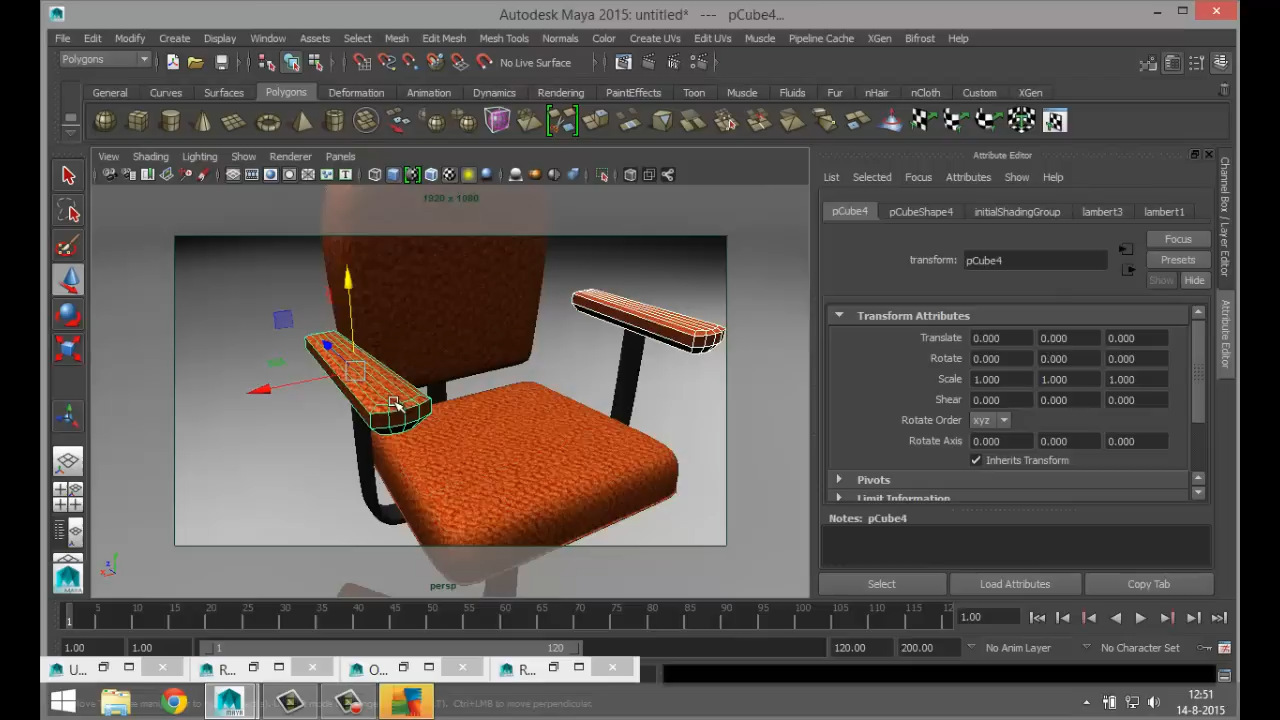 Autodesk Maya 2015: untitled* --- pCube4...
File Edit Modify Create Display Window Assets Select Mesh Edit Mesh Mesh Tools Normals Color Create UVs Edit UVs Muscle Pipeline Cache XGen Bifrost Help
Polygons
No Live Surface
General Curves Surfaces Polygons Deformation Animation Dynamics Rendering PaintEffects Toon Muscle Fluids Fur nHair nCloth Custom XGen
View Shading Lighting Show Renderer Panels
Attribute Editor
List Selected Focus Attributes Show Help
1920 x 1080
pCube4 pCubeShape4 initialShadingGroup lambert3 lambert1
Focus
transform: pCube4
Presets
Show Hide
Transform Attributes
Translate 0.000 0.000 0.000
Rotate 0.000 0.000 0.000
Scale 1.000 1.000 1.000
Shear 0.000 0.000 0.000
Rotate Order xyz
Rotate Axis 0.000 0.000 0.000
Inherits Transform
Pivots
Limit Information
Notes: pCube4
Select Load Attributes Copy Tab
Channel Box / Layer Editor
Attribute Editor
persp
5 10 15 20 25 30 35 40 45 50 55 60 65 70 75 80 85 90 95 100 105 110 115 12
1
1.00
1.00 1.00 1 120 120.00 200.00 No Anim Layer No Character Set
U... R... O... R...
MAYA
12:51
14-8-2015